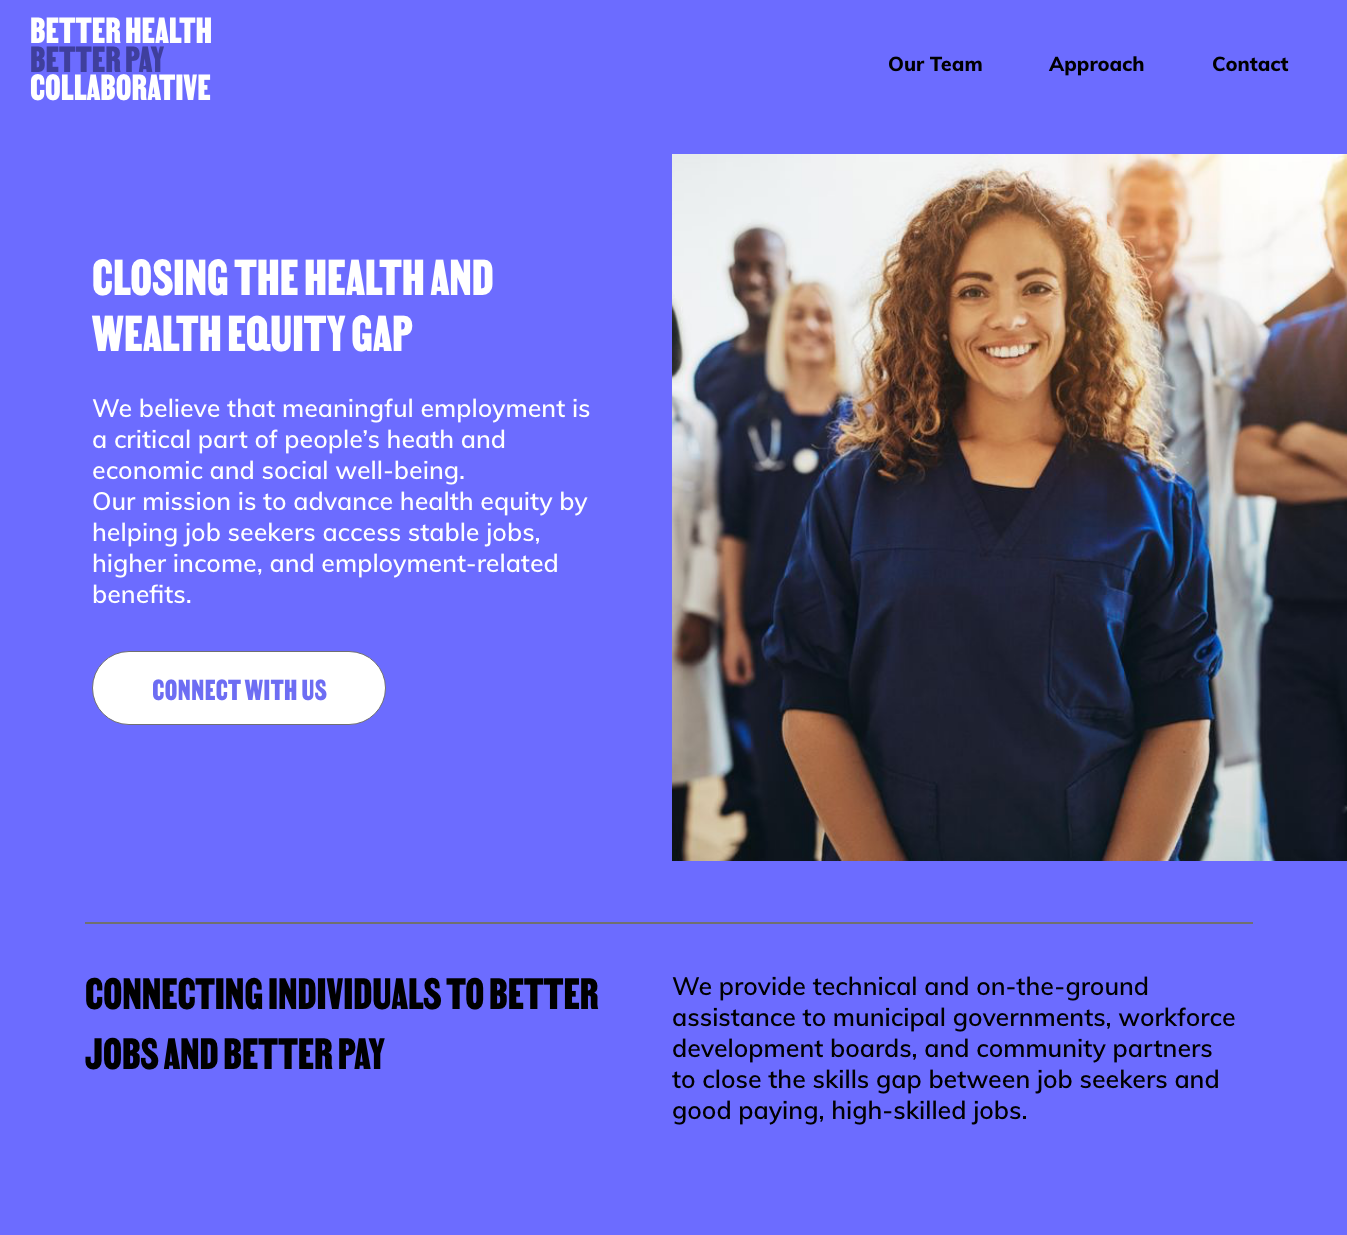 BETTER HEALTH
BETTER PAY
COLLABORATIVE
Our Team Approach Contact
CLOSING THE HEALTH AND
WEALTH EQUITY GAP
We believe that meaningful employment is
a critical part of people’s heath and
economic and social well-being.
Our mission is to advance health equity by
helping job seekers access stable jobs,
higher income, and employment-related
benefits.
CONNECT WITH US
CONNECTING INDIVIDUALS TO BETTER
JOBS AND BETTER PAY
We provide technical and on-the-ground
assistance to municipal governments, workforce
development boards, and community partners
to close the skills gap between job seekers and
good paying, high-skilled jobs.